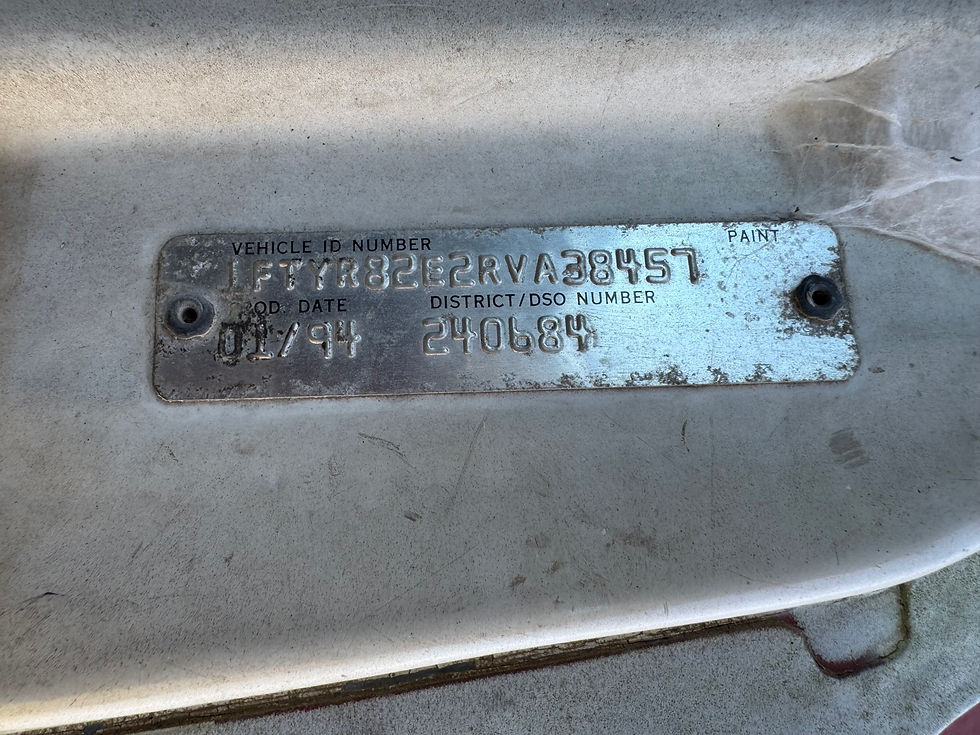 VEHICLE ID NUMBER PAINT
1FTYR82E2RVA38457
OD. DATE DISTRICT/DSO NUMBER
01/94 240684